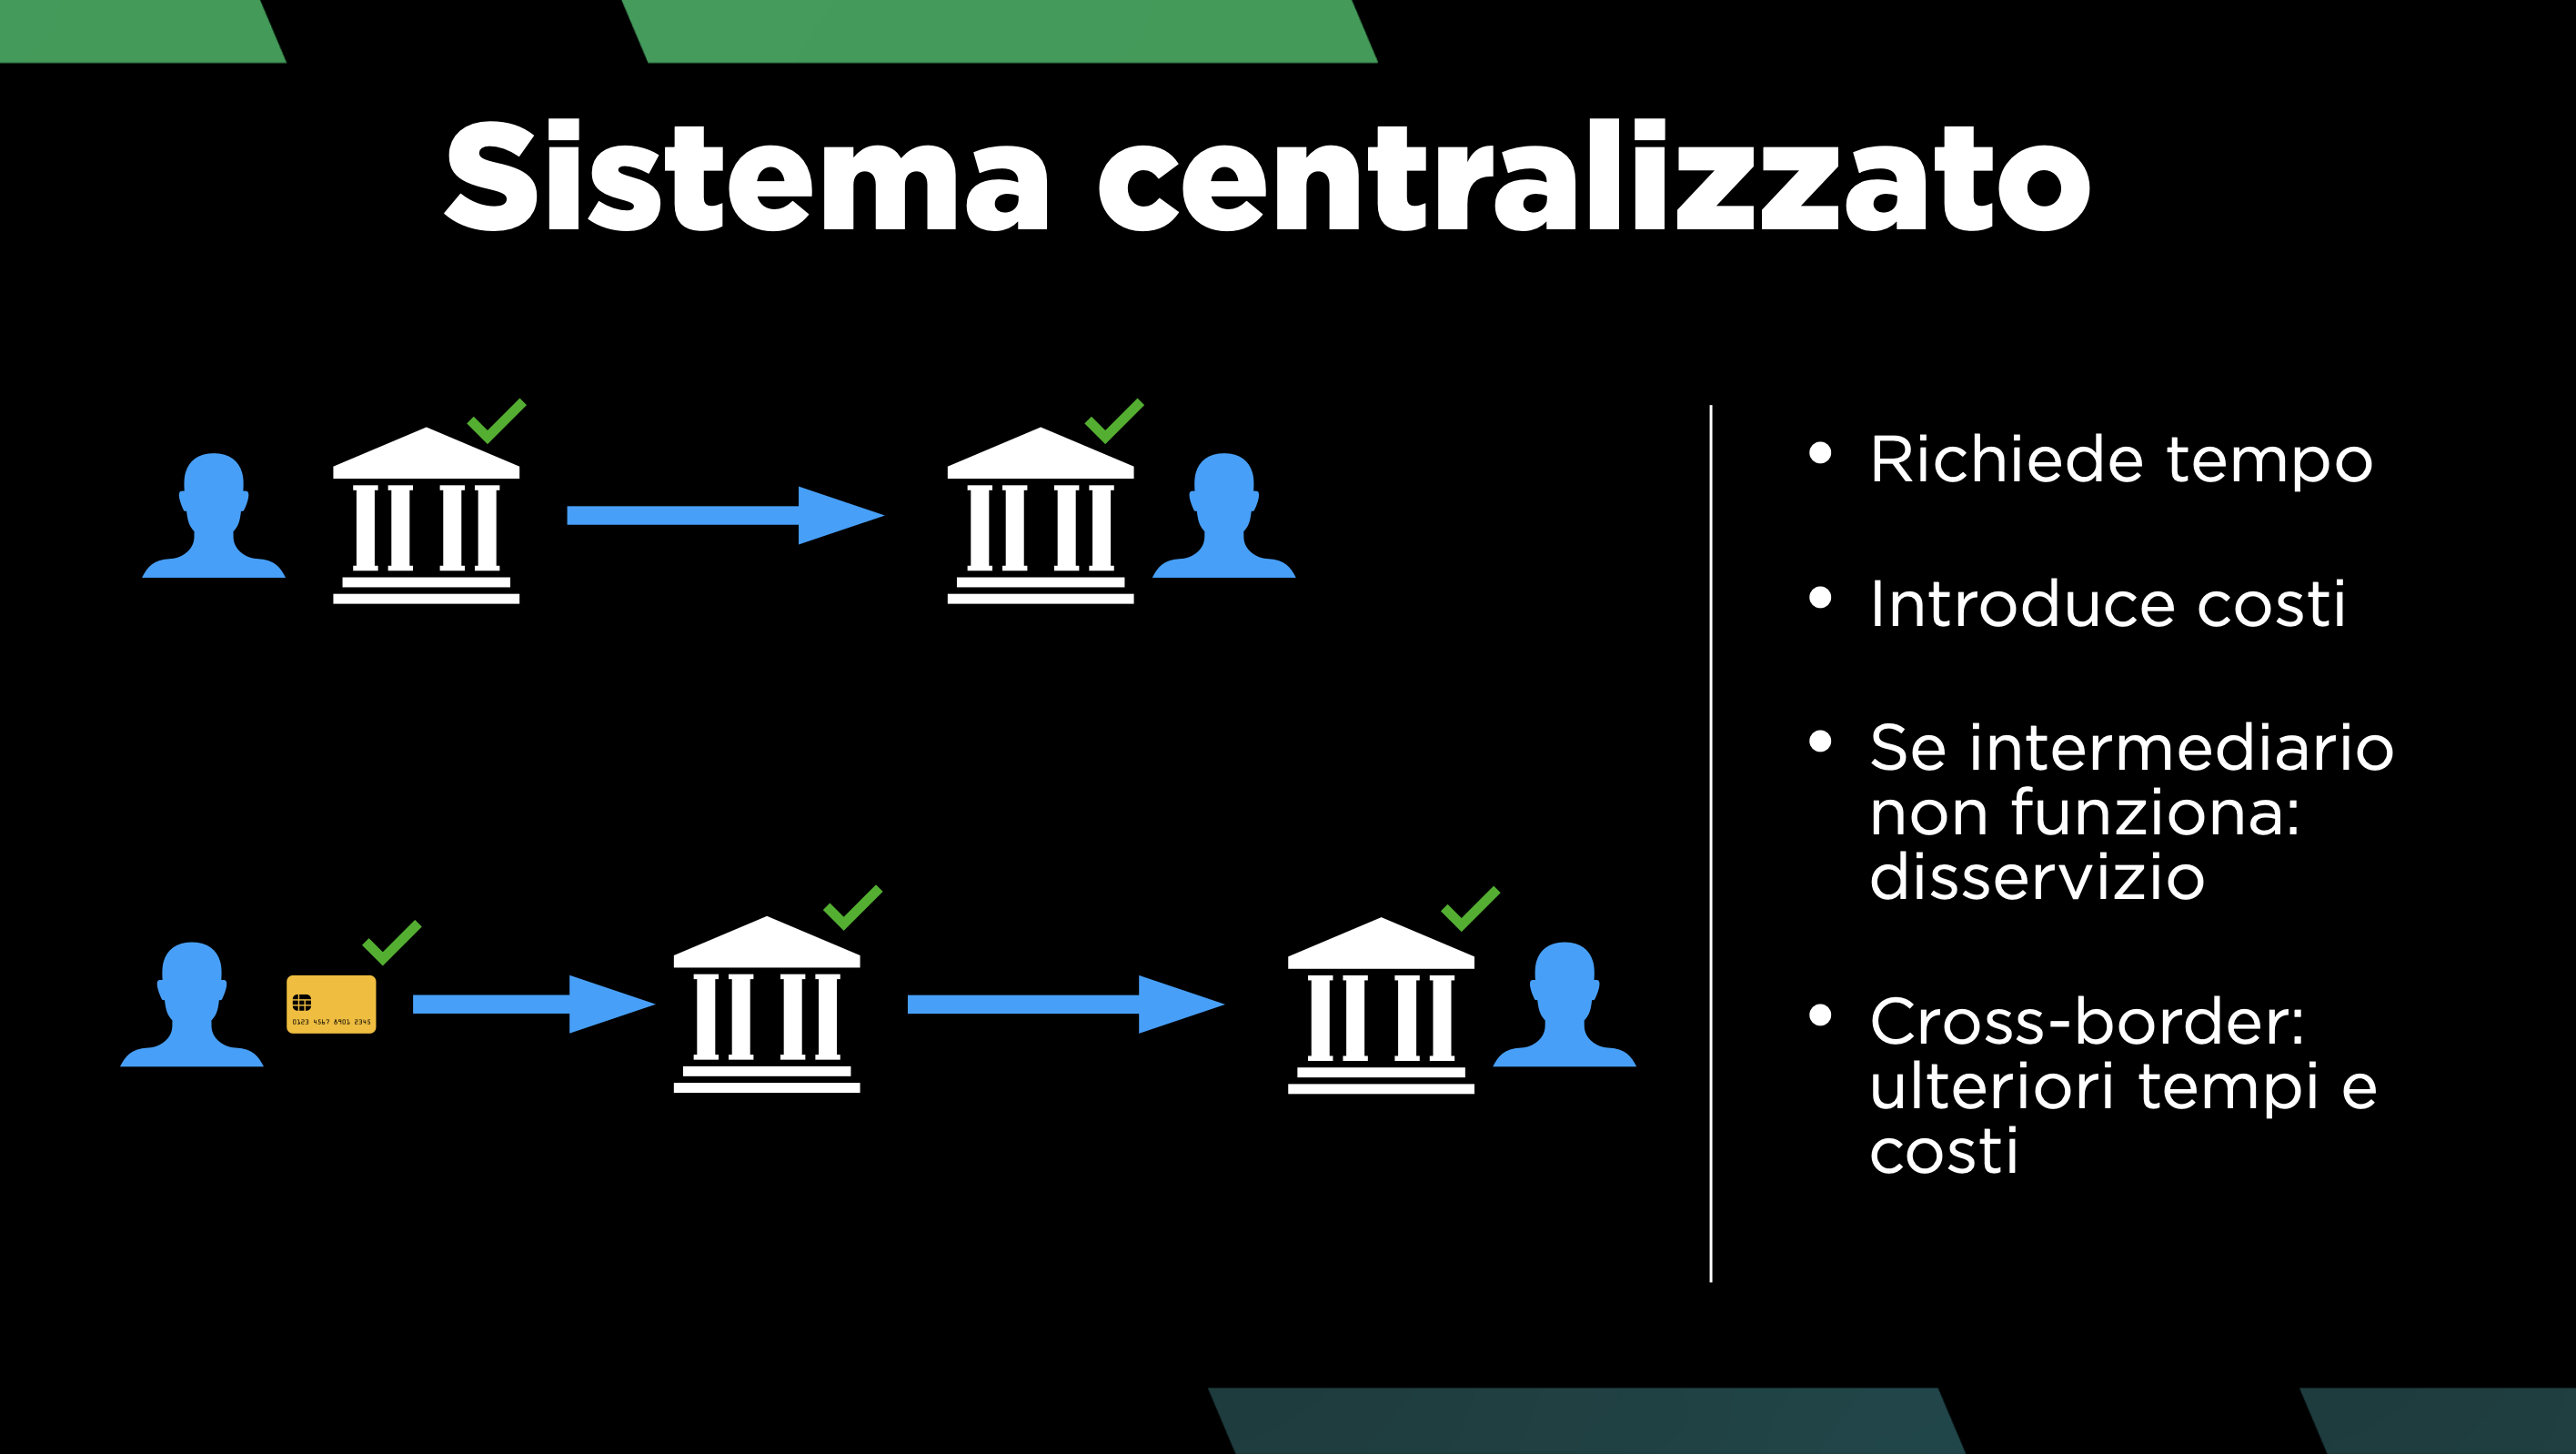 Sistema centralizzato
0123 4567 8901 2345
• Richiede tempo
• Introduce costi
• Se intermediario
non funziona:
disservizio
• Cross-border:
ulteriori tempi e
costi